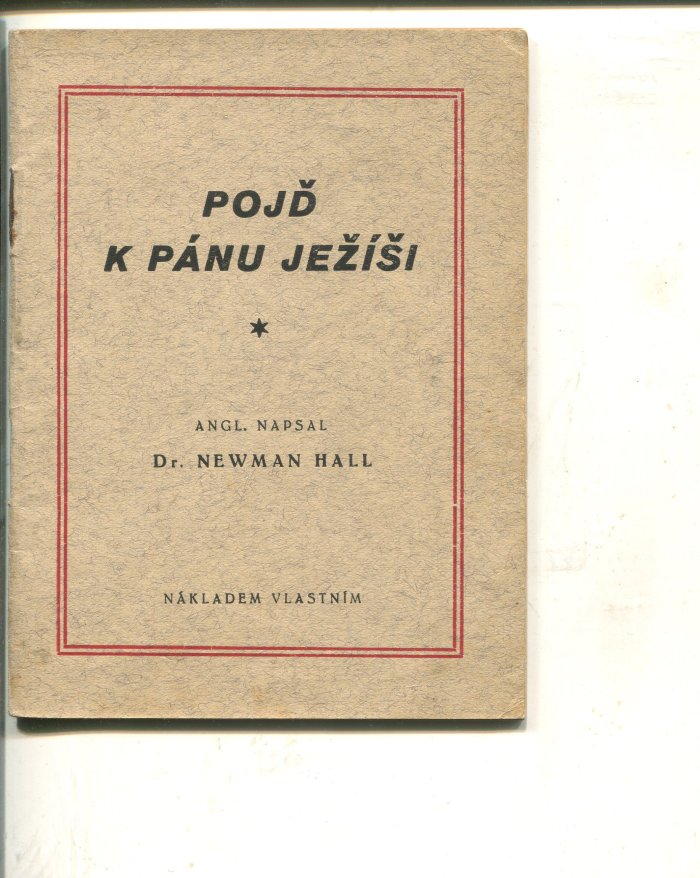 POJĎ
K PÁNU JEŽÍŠI
ANGL. NAPSAL
Dr. NEWMAN HALL
NÁKLADEM VLASTNÍM